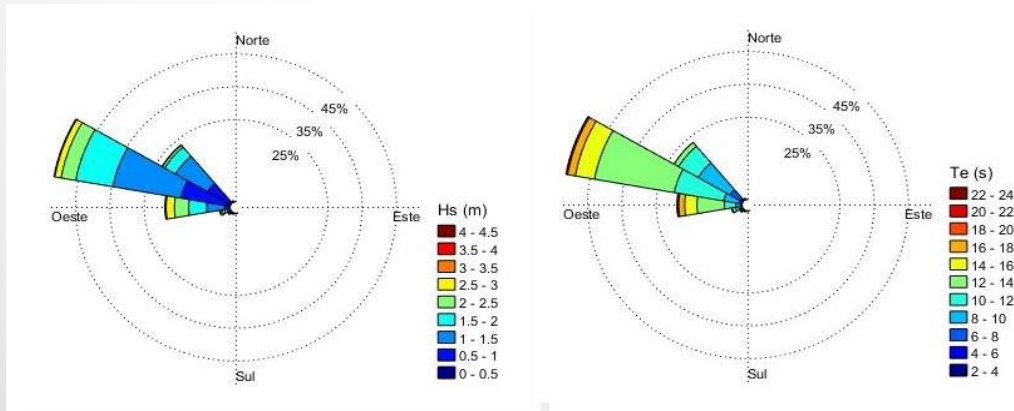 Norte
45%
35%
25%
Oeste
Este
Sul
Hs (m)
4 - 4.5
3.5 - 4
3 - 3.5
2.5 - 3
2 - 2.5
1.5 - 2
1 - 1.5
0.5 - 1
0 - 0.5
Norte
45%
35%
25%
Oeste
Este
Sul
Te (s)
22 - 24
20 - 22
18 - 20
16 - 18
14 - 16
12 - 14
10 - 12
8 - 10
6 - 8
4 - 6
2 - 4